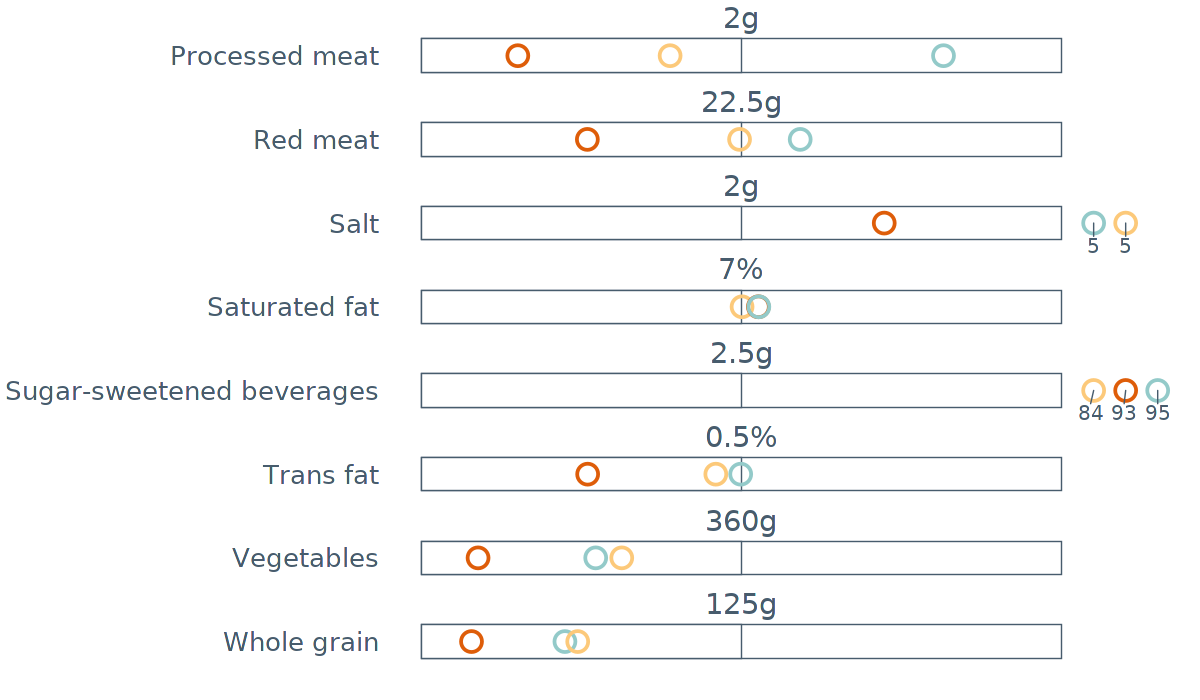 2g
Processed meat
22.5g
Red meat
2g
Salt
5 5
7%
Saturated fat
2.5g
Sugar-sweetened beverages
84 93 95
0.5%
Trans fat
360g
Vegetables
125g
Whole grain